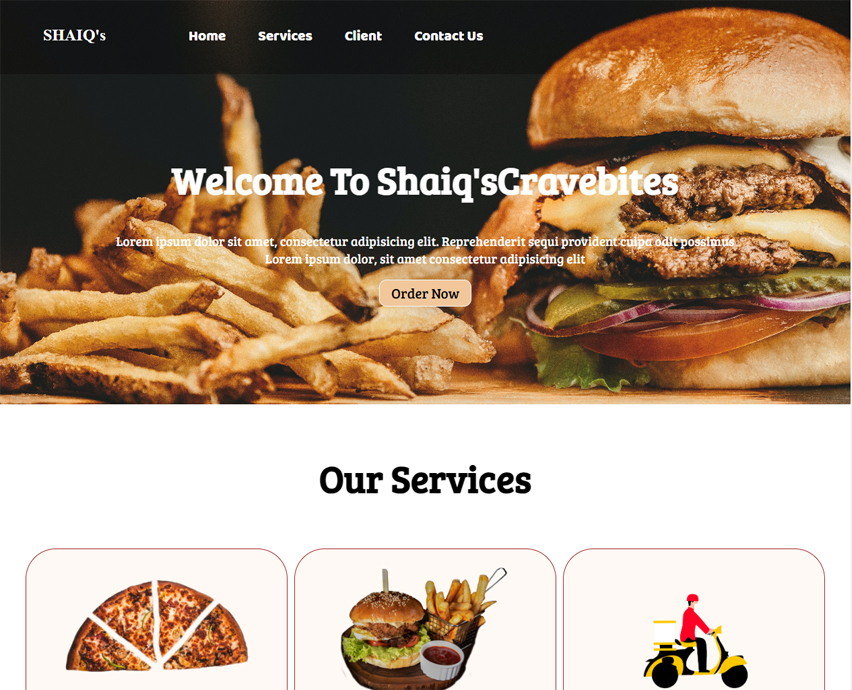 SHAIQ's
Home
Services
Client
Contact Us
Welcome To Shaiq'sCravebites
Lorem ipsum dolor sit amet, consectetur adipisicing elit. Reprehenderit sequi provident culpa odit possimus.
Lorem ipsum dolor, sit amet consectetur adipisicing elit
Order Now
Our Services